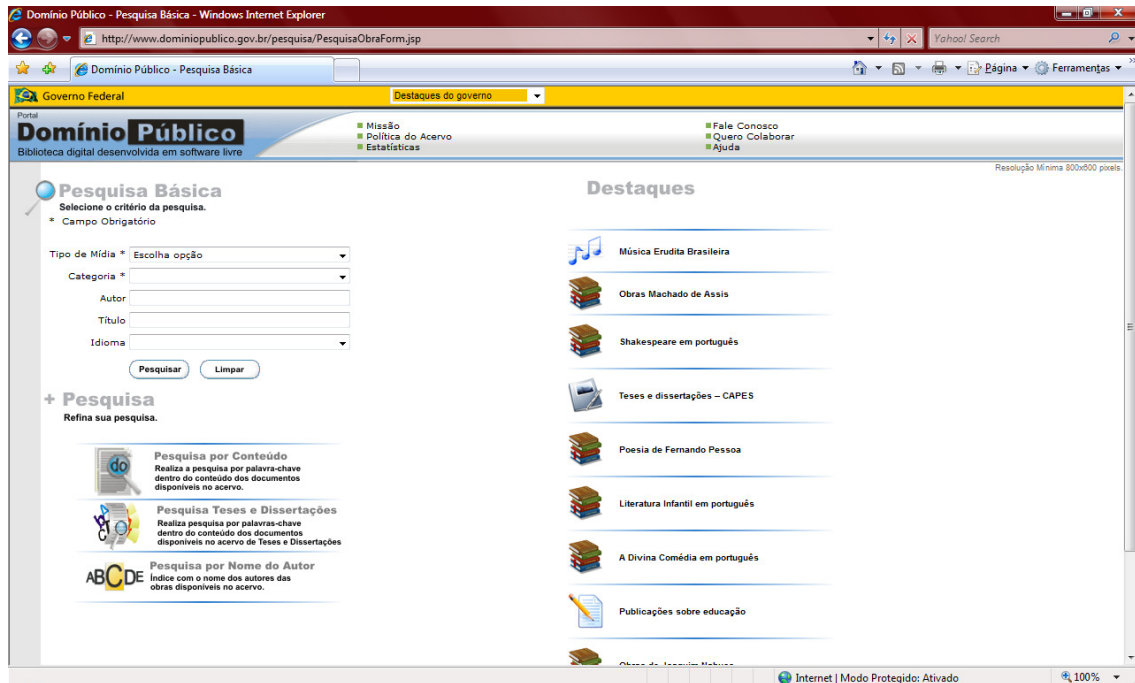 Domínio Público - Pesquisa Básica - Windows Internet Explorer
http://www.dominiopublico.gov.br/pesquisa/PesquisaObraForm.jsp
Yahoo! Search
Domínio Público - Pesquisa Básica
Página
Ferramentas
Governo Federal
Destaques do governo
Portal
Domínio Público
Biblioteca digital desenvolvida em software livre
Missão
Política do Acervo
Estatísticas
Fale Conosco
Quero Colaborar
Ajuda
Resolução Mínima 800x600 pixels.
Pesquisa Básica
Selecione o critério da pesquisa.
* Campo Obrigatório
Tipo de Mídia * Escolha opção
Categoria *
Autor
Título
Idioma
Pesquisar Limpar
+ Pesquisa
Refina sua pesquisa.
do
Pesquisa por Conteúdo
Realiza a pesquisa por palavra-chave
dentro do conteúdo dos documentos
disponíveis no acervo.
Pesquisa Teses e Dissertações
Realiza pesquisa por palavras-chave
dentro do conteúdo dos documentos
disponíveis no acervo de Teses e Dissertações
ABCDE
Pesquisa por Nome do Autor
Índice com o nome dos autores das
obras disponíveis no acervo.
Destaques
Música Erudita Brasileira
Obras Machado de Assis
Shakespeare em português
Teses e dissertações – CAPES
Poesia de Fernando Pessoa
Literatura Infantil em português
A Divina Comédia em português
Publicações sobre educação
Obras de Joaquim Nabuco
Internet | Modo Protegido: Ativado
100%